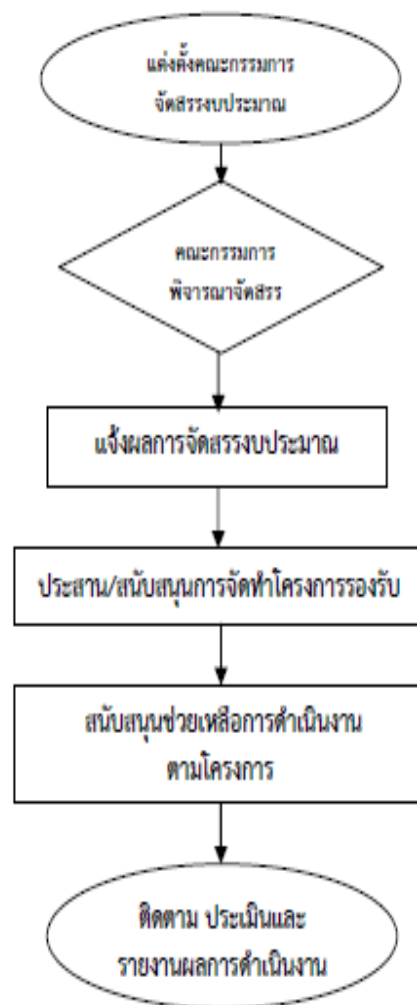 แต่งตั้งคณะกรรมการ
จัดสรรงบประมาณ
คณะกรรมการ
พิจารณาจัดสรร
แจ้งผลการจัดสรรงบประมาณ
ประสาน/สนับสนุนการจัดทำโครงการรองรับ
สนับสนุนช่วยเหลือการดำเนินงาน
ตามโครงการ
ติดตาม ประเมินและ
รายงานผลการดำเนินงาน